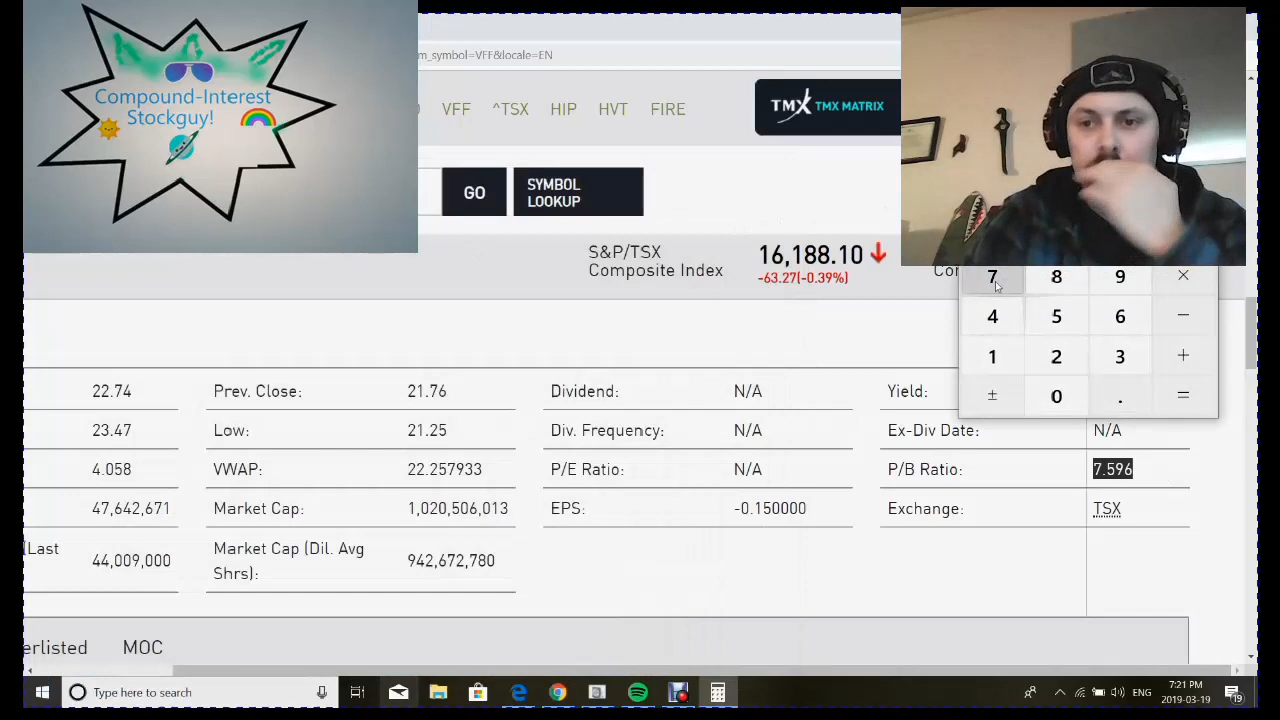 Compound-Interest
Stockguy!
m_symbol=VFF&locale=EN
VFF ^TSX HIP HVT FIRE
TMX TMX MATRIX
GO
SYMBOL
LOOKUP
S&P/TSX
Composite Index
16,188.10
-63.27(-0.39%)
Co
7 8 9 ×
4 5 6 −
1 2 3 +
± 0 . =
22.74 Prev. Close: 21.76 Dividend: N/A Yield:
23.47 Low: 21.25 Div. Frequency: N/A Ex-Div Date: N/A
4.058 VWAP: 22.257933 P/E Ratio: N/A P/B Ratio: 7.596
47,642,671 Market Cap: 1,020,506,013 EPS: -0.150000 Exchange: TSX
(Last 44,009,000 Market Cap (Dil. Avg
Shrs): 942,672,780
erlisted MOC
Type here to search
ENG
7:21 PM
2019-03-19
19